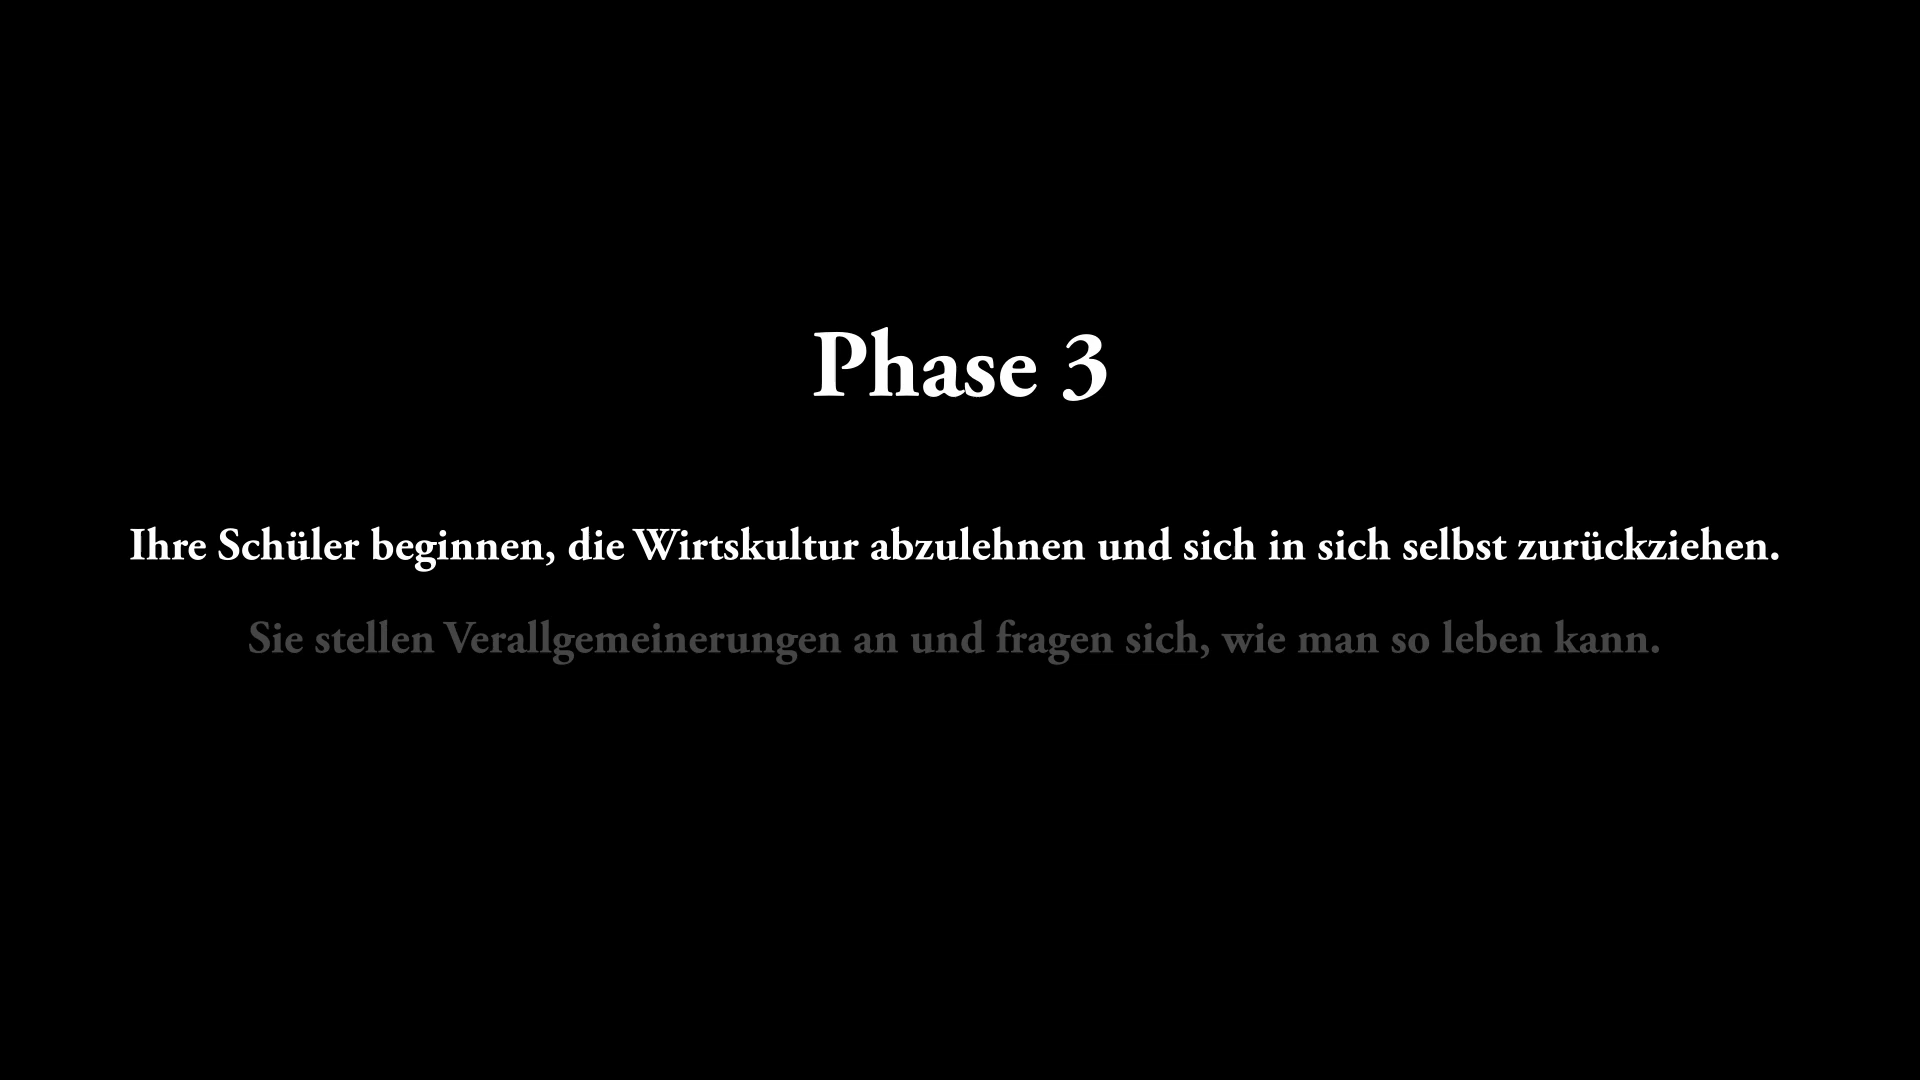 Phase 3
Ihre Schüler beginnen, die Wirtskultur abzulehnen und sich in sich selbst zurückziehen.
Sie stellen Verallgemeinerungen an und fragen sich, wie man so leben kann.